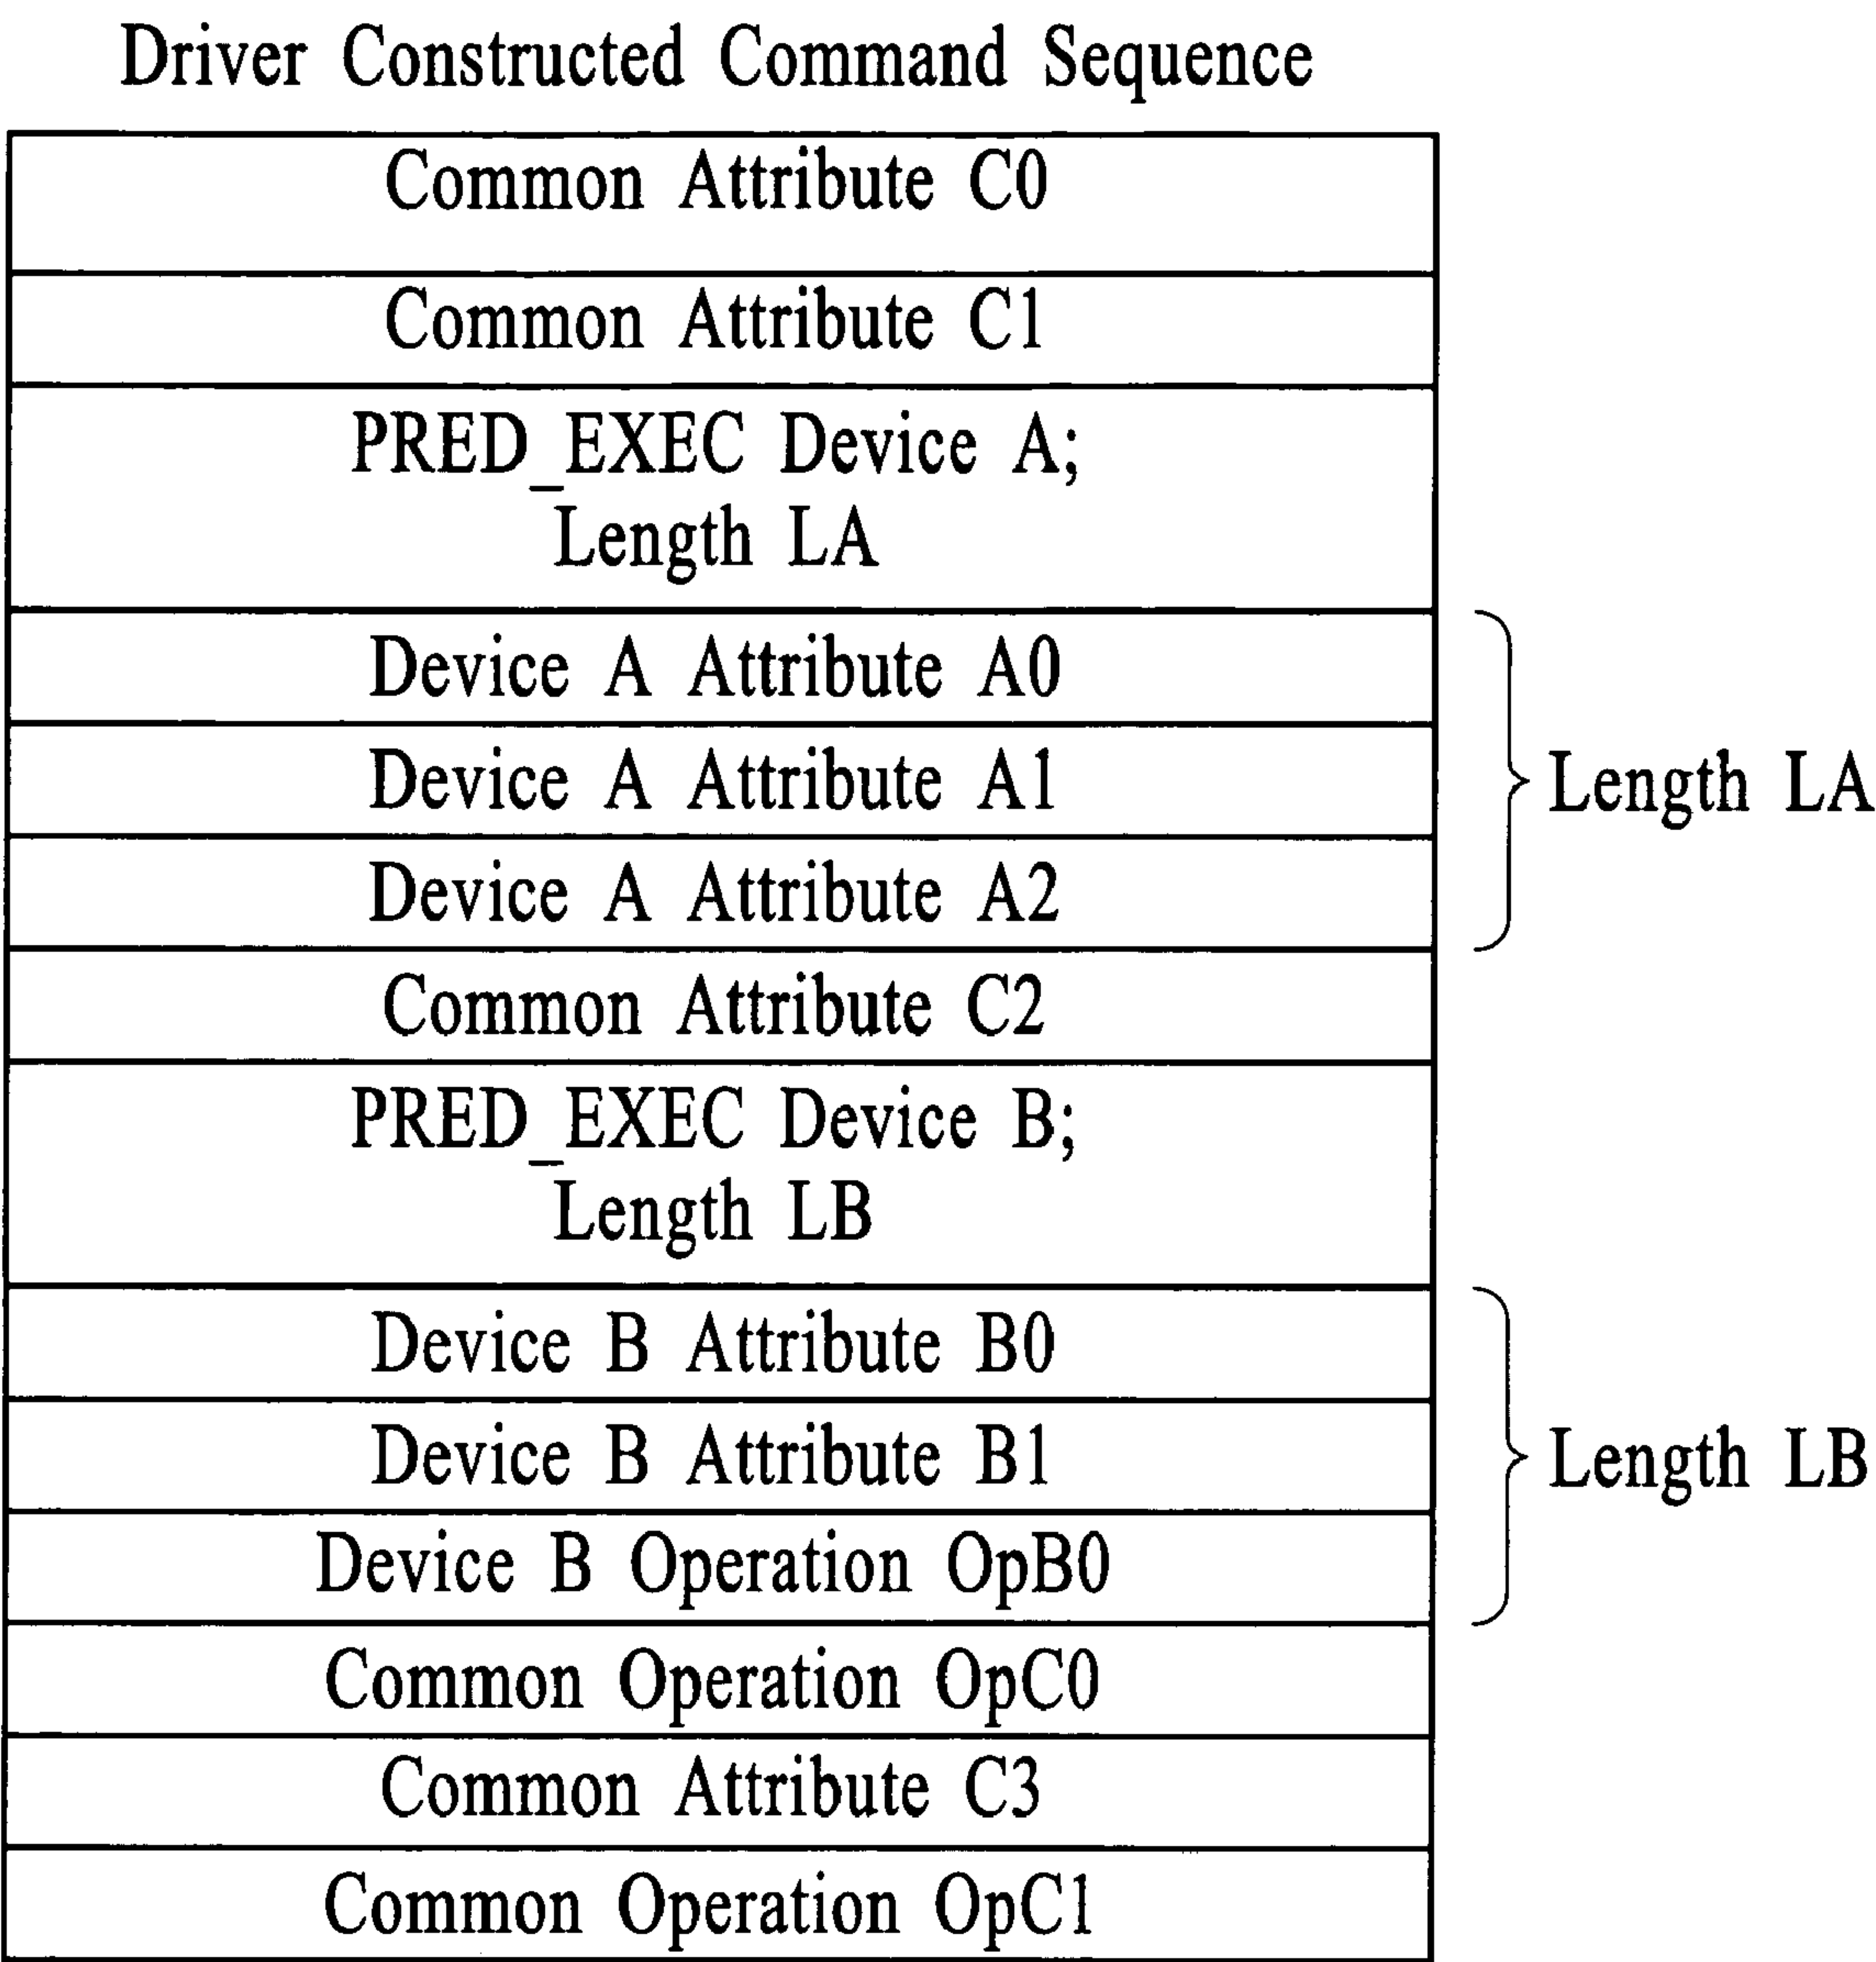 Driver Constructed Command Sequence
Common Attribute C0
Common Attribute C1
PRED_EXEC Device A;
Length LA
Device A Attribute A0
Device A Attribute A1
Length LA
Device A Attribute A2
Common Attribute C2
PRED_EXEC Device B;
Length LB
Device B Attribute B0
Device B Attribute B1
Length LB
Device B Operation OpB0
Common Operation OpC0
Common Attribute C3
Common Operation OpC1